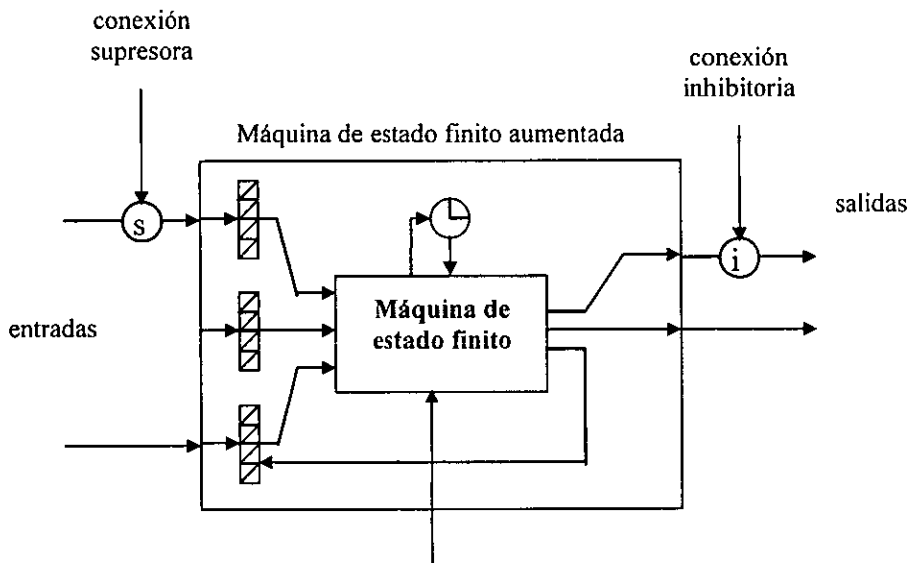 conexión
supresora
conexión
inhibitoria
Máquina de estado finito aumentada
salidas
s
i
Máquina de
estado finito
entradas